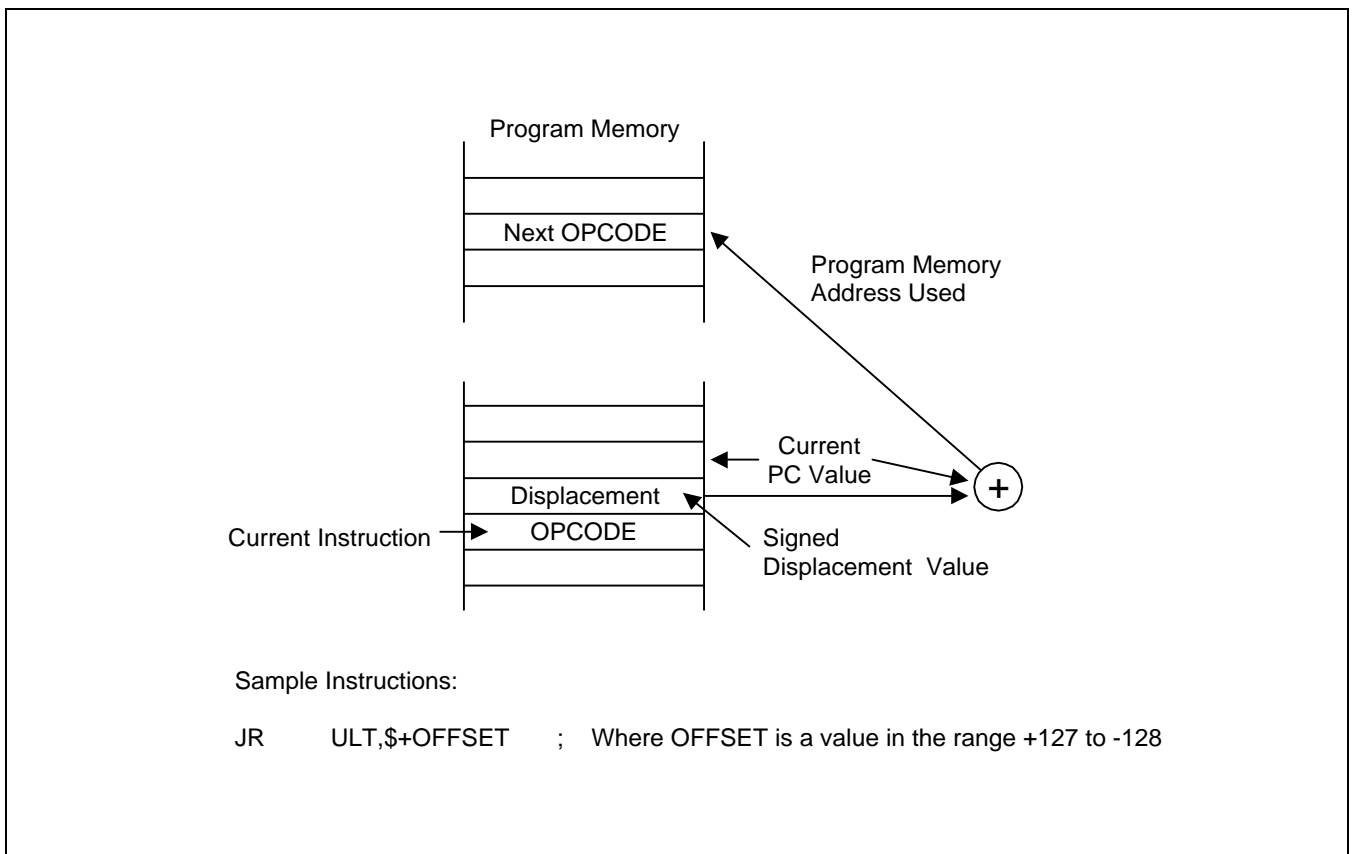 Program Memory
Next OPCODE
Program Memory
Address Used
Current
PC Value
Displacement
+
Current Instruction
OPCODE
Signed
Displacement Value
Sample Instructions:
JR ULT,$+OFFSET ; Where OFFSET is a value in the range +127 to -128